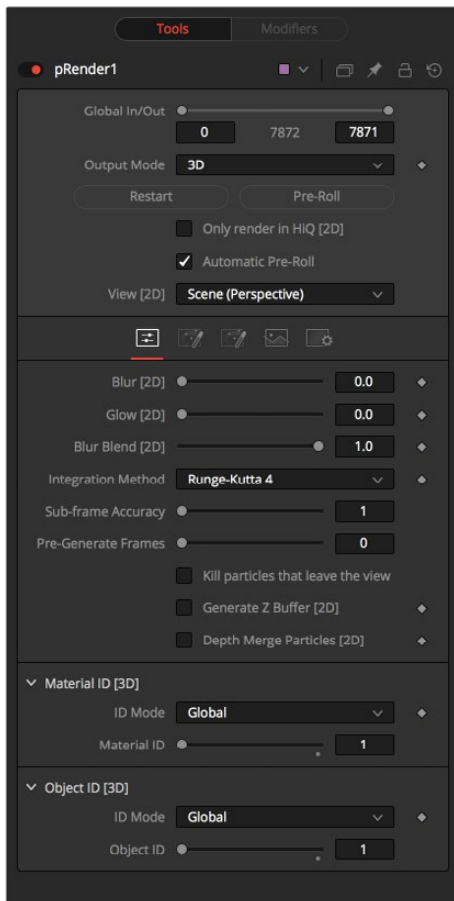 Tools Modifiers
pRender1
Global In/Out
0 7872 7871
Output Mode 3D
Restart Pre-Roll
Only render in HiQ [2D]
Automatic Pre-Roll
View [2D] Scene (Perspective)
Blur [2D] 0.0
Glow [2D] 0.0
Blur Blend [2D] 1.0
Integration Method Runge-Kutta 4
Sub-frame Accuracy 1
Pre-Generate Frames 0
Kill particles that leave the view
Generate Z Buffer [2D]
Depth Merge Particles [2D]
Material ID [3D]
ID Mode Global
Material ID 1
Object ID [3D]
ID Mode Global
Object ID 1